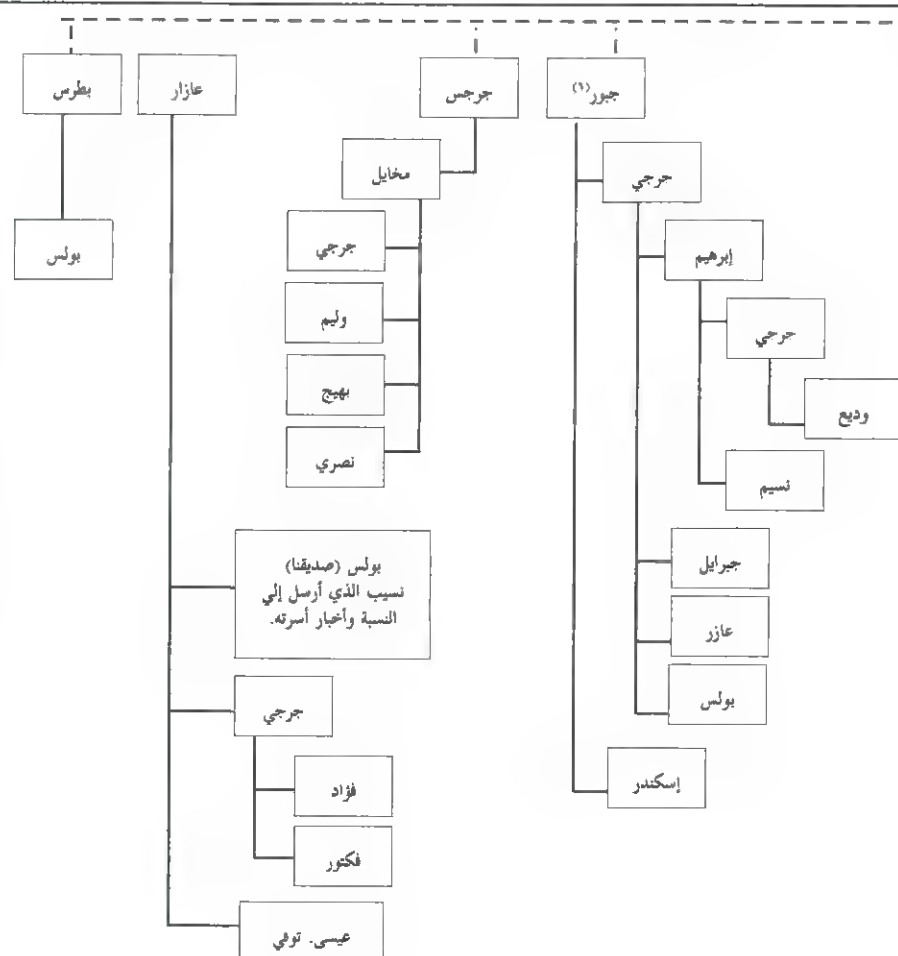 جبور(١)
جرجس
عازار
بطرس
جرجي
إبرهيم
جرجي
وديع
نسيم
جبرايل
عازر
بولس
إسكندر
مخايل
جرجي
وليم
بهيج
نصري
بولس (صديقنا)
نسيب الذي أرسل إلي
النسبة وأخبار أسرته.
جرجي
فؤاد
فكتور
عيسى. توفي
بولس